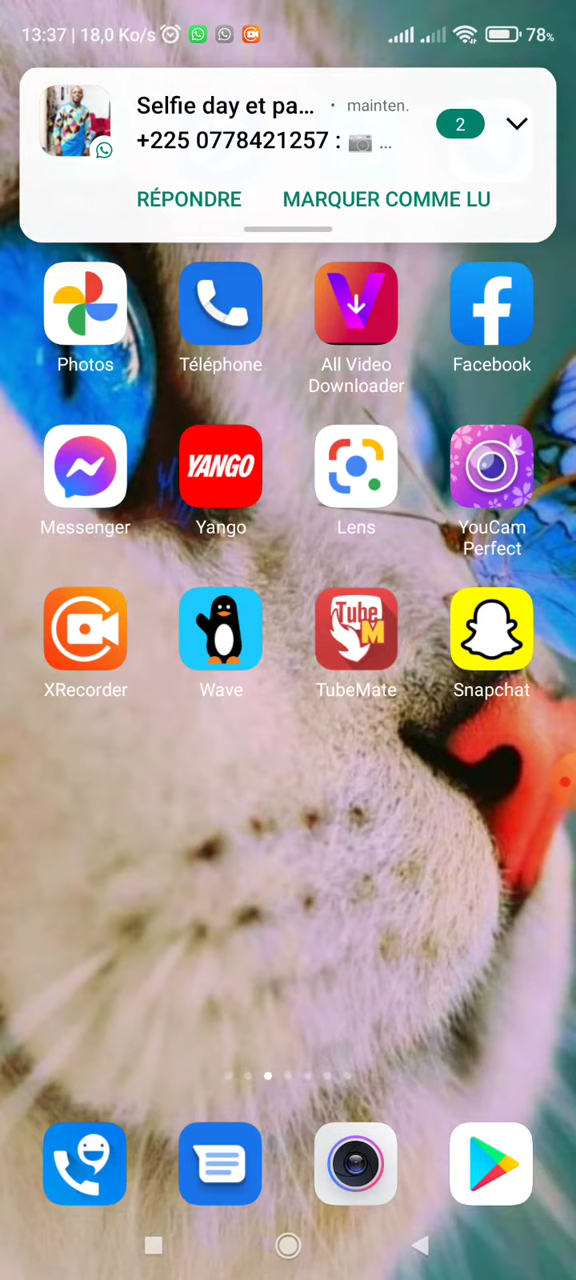 13:37 | 18,0 Ko/s 78%
Selfie day et pa... • mainten.
+225 0778421257 : 📷 ... 2
RÉPONDRE MARQUER COMME LU
Photos Téléphone All Video Downloader Facebook
YANGO
Messenger Yango Lens YouCam Perfect
Tube M
XRecorder Wave TubeMate Snapchat